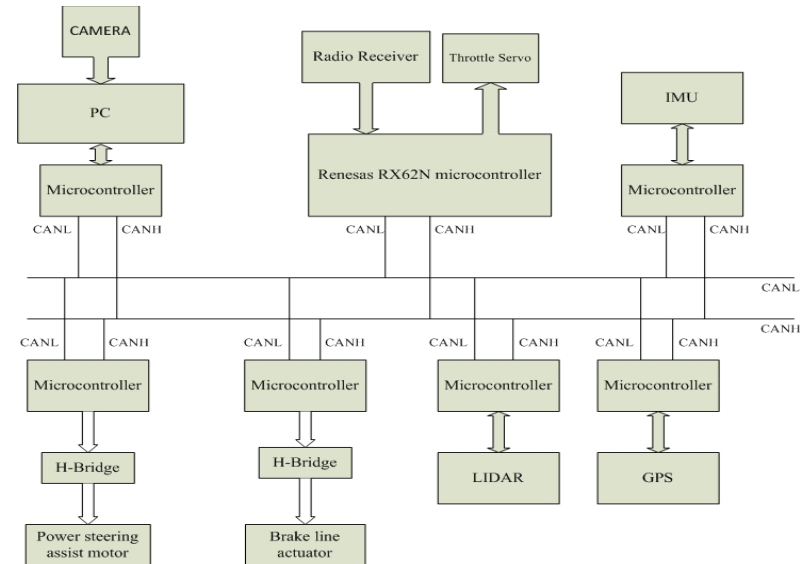 CAMERA
Radio Receiver
Throttle Servo
PC
IMU
Renesas RX62N microcontroller
Microcontroller
Microcontroller
CANL
CANH
CANL
CANH
CANL
CANH
CANL
CANH
CANL
CANH
CANL
CANH
CANL
CANH
CANL
CANH
Microcontroller
Microcontroller
Microcontroller
Microcontroller
H-Bridge
H-Bridge
LIDAR
GPS
Power steering
assist motor
Brake line
actuator